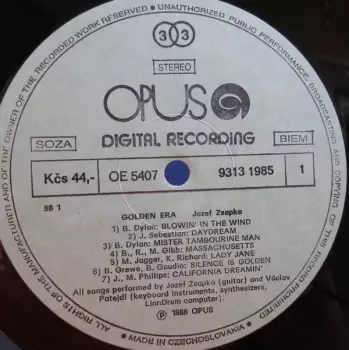 ALL RIGHTS OF THE MANUFACTURER AND OF THE OWNER OF THE RECORDED WORK RESERVED • UNAUTHORIZED PUBLIC PERFORMANCE, BROADCASTING AND COPYING OF THIS RECORD PROHIBITED
33
STEREO
OPUS
SOZA DIGITAL RECORDING BIEM
Kčs 44,- OE 5407 9313 1985 1
88 1
GOLDEN ERA Jozef Zsapka
1) B. Dylon: BLOWIN' IN THE WIND
2) J. Sebastian: DAYDREAM
3) B. Dylon: MISTER TAMBOURINE MAN
4) B., R., M. Gibb: MASSACHUSETTS
5) M. Jagger, K. Richard: LADY JANE
6) B. Crewe, B. Gaudio: SILENCE IS GOLDEN
7) J., M. Phillips: CALIFORNIA DREAMIN'
All songs performed by Jozef Zsapka (guitar) and Václav
Patejdl (keyboard instruments, synthesizers,
LinnDrum computer).
Ⓟ 1988 OPUS
MADE IN CZECHOSLOVAKIA